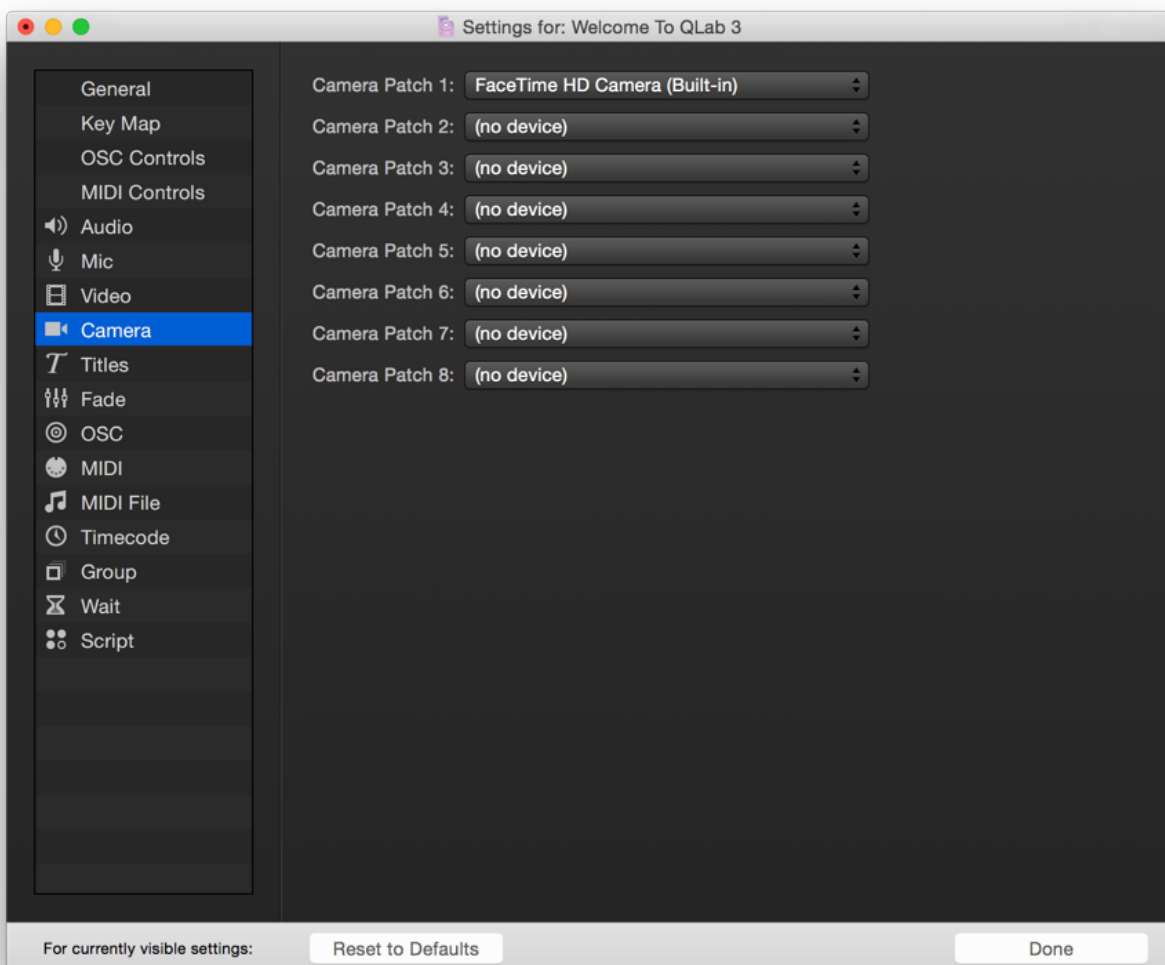 Settings for: Welcome To QLab 3
General
Key Map
OSC Controls
MIDI Controls
Audio
Mic
Video
Camera
Titles
Fade
OSC
MIDI
MIDI File
Timecode
Group
Wait
Script
Camera Patch 1: FaceTime HD Camera (Built-in)
Camera Patch 2: (no device)
Camera Patch 3: (no device)
Camera Patch 4: (no device)
Camera Patch 5: (no device)
Camera Patch 6: (no device)
Camera Patch 7: (no device)
Camera Patch 8: (no device)
For currently visible settings: Reset to Defaults Done